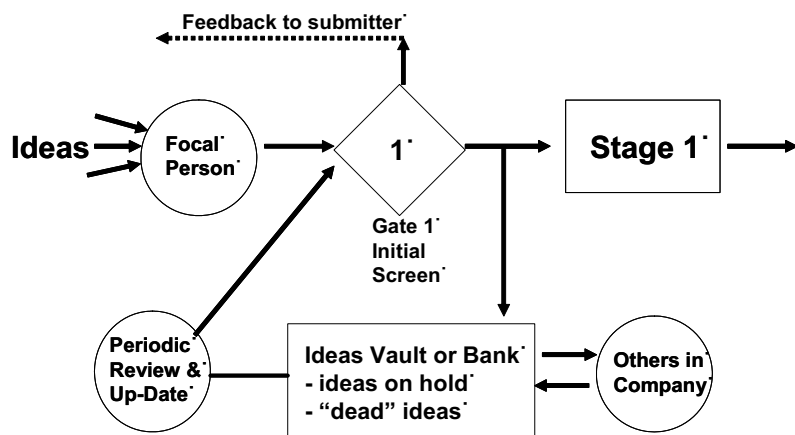 Feedback to submitter
Ideas
Focal
Person
1
Stage 1
Gate 1
Initial
Screen
Periodic
Review &
Up-Date
Ideas Vault or Bank
- ideas on hold
- “dead” ideas
Others in
Company